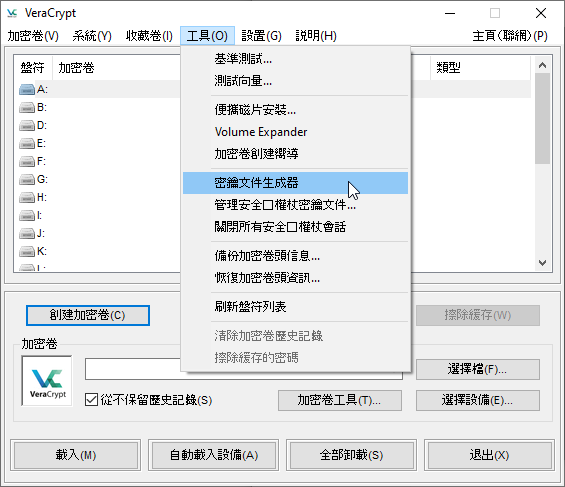 VeraCrypt
加密卷(V) 系統(Y) 收藏卷(I) 工具(O) 設置(G) 說明(H) 主頁(聯網)(P)
盤符 加密卷 類型
A:
B:
D:
E:
F:
G:
H:
I:
J:
K:
L:
基準測試...
測試向量...
便攜磁片安裝...
Volume Expander
加密卷創建嚮導
密鑰文件生成器
管理安全口權杖密鑰文件...
關閉所有安全口權杖會話
備份加密卷頭信息...
恢復加密卷頭資訊...
刷新盤符列表
清除加密卷歷史記錄
擦除緩存的密碼
創建加密卷(C) 擦除緩存(W)
加密卷
VeraCrypt
選擇檔(F)...
從不保留歷史記錄(S) 加密卷工具(T)... 選擇設備(E)...
載入(M) 自動載入設備(A) 全部卸載(S) 退出(X)